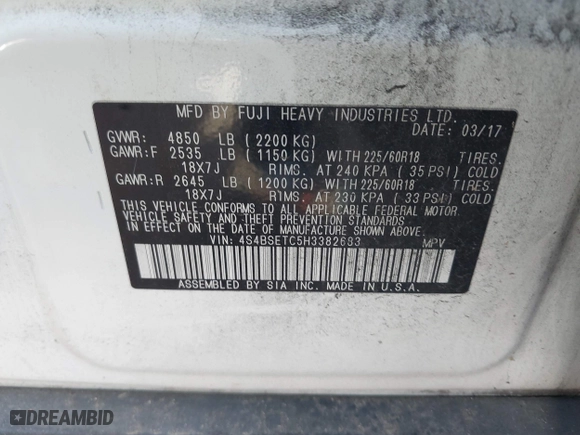 MFD BY FUJI HEAVY INDUSTRIES LTD.
DATE: 03/17
GVWR: 4850 LB (2200 KG)
GAWR:F 2535 LB (1150 KG) WITH 225/60R18 TIRES.
18X7J RIMS. AT 240 KPA (35 PSI) COLD
GAWR:R 2645 LB (1200 KG) WITH 225/60R18 TIRES.
18X7J RIMS. AT 230 KPA (33 PSI) COLD
THIS VEHICLE CONFORMS TO ALL APPLICABLE FEDERAL MOTOR
VEHICLE SAFETY AND THEFT PREVENTION STANDARDS IN
EFFECT ON THE DATE OF MANUFACTURE SHOWN ABOVE.
VIN: 4S4BSETC5H3382693 MPV
ASSEMBLED BY SIA INC. MADE IN U.S.A.
DREAMBID